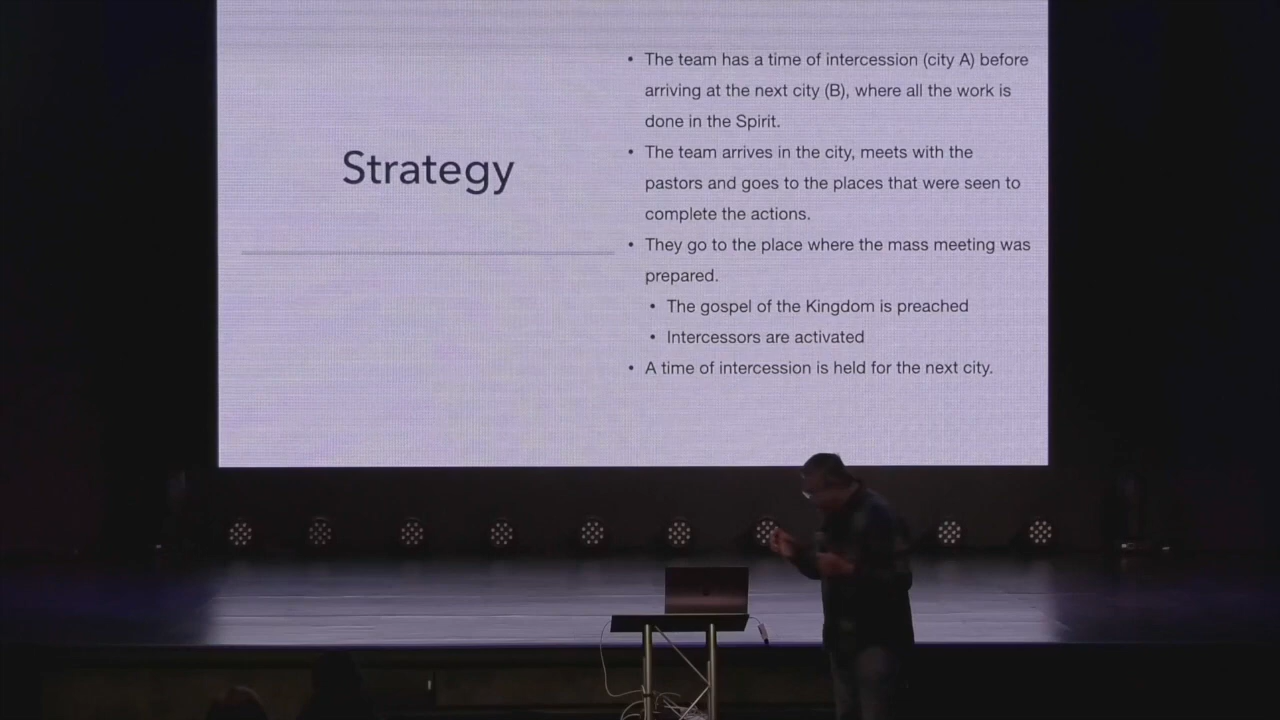 Strategy
• The team has a time of intercession (city A) before
arriving at the next city (B), where all the work is
done in the Spirit.
• The team arrives in the city, meets with the
pastors and goes to the places that were seen to
complete the actions.
• They go to the place where the mass meeting was
prepared.
• The gospel of the Kingdom is preached
• Intercessors are activated
• A time of intercession is held for the next city.